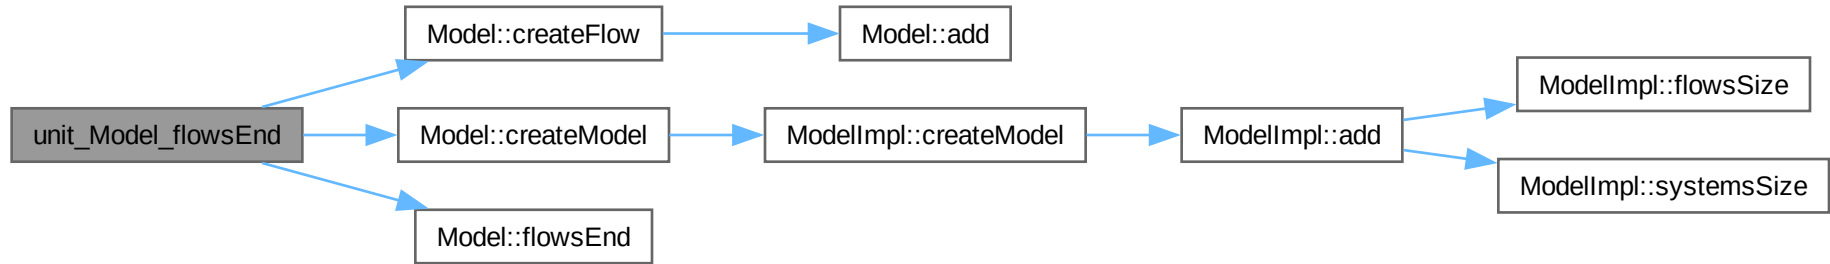 unit_Model_flowsEnd
Model::createFlow
Model::add
Model::createModel
ModelImpl::createModel
ModelImpl::add
ModelImpl::flowsSize
ModelImpl::systemsSize
Model::flowsEnd